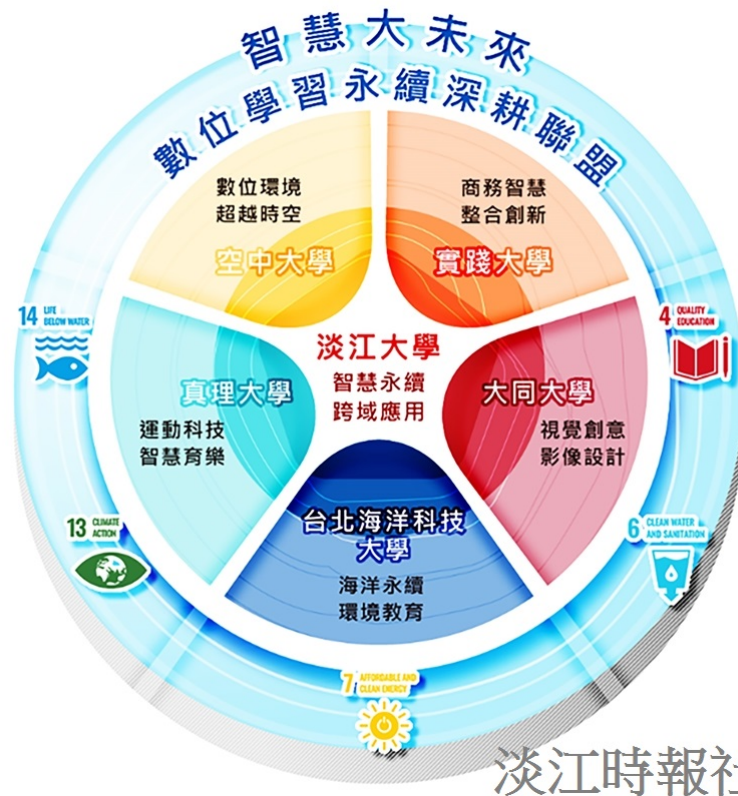 智慧大未來
數位學習永續深耕聯盟
數位環境
超越時空
空中大學
商務智慧
整合創新
實踐大學
14 LIFE
BELOW WATER
4 QUALITY
EDUCATION
淡江大學
智慧永續
跨域應用
真理大學
運動科技
智慧育樂
大同大學
視覺創意
影像設計
13 CLIMATE
ACTION
6 CLEAN WATER
AND SANITATION
台北海洋科技
大學
海洋永續
環境教育
7 AFFORDABLE AND
CLEAN ENERGY
淡江時報社